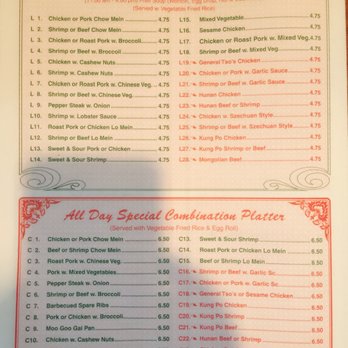 (Served w. Vegetable Fried Rice)
L 1. Chicken or Pork Chow Mein 4.75
L 2. Shrimp or Beef Chow Mein 4.75
L 3. Chicken or Roast Pork w. Broccoli 4.75
L 4. Shrimp or Beef w. Broccoli 4.75
L 5. Chicken w. Cashew Nuts 4.75
L 6. Shrimp w. Cashew Nuts 4.75
L 7. Chicken or Roast Pork w. Chinese Veg. 4.75
L 8. Shrimp or Beef w. Chinese Veg. 4.75
L 9. Pepper Steak w. Onion 4.75
L10. Shrimp w. Lobster Sauce 4.75
L11. Roast Pork or Chicken Lo Mein 4.75
L12. Shrimp or Beef Lo Mein 4.75
L13. Sweet & Sour Pork or Chicken 4.75
L14. Sweet & Sour Shrimp 4.75
L15. Mixed Vegetable 4.75
L16. Sesame Chicken 4.75
L17. Chicken or Roast Pork w. Mixed Veg. 4.75
L18. Shrimp or Beef w. Mixed Veg. 4.75
L19. General Tso's Chicken 4.75
L20. Chicken or Pork w. Garlic Sauce 4.75
L21. Shrimp or Beef w. Garlic Sauce 4.75
L22. Hunan Chicken 4.75
L23. Hunan Beef or Shrimp 4.75
L24. Chicken w. Szechuan Style 4.75
L25. Shrimp or Beef w. Szechuan Style 4.75
L26. Kung Po Chicken 4.75
L27. Kung Po Shrimp or Beef 4.75
L28. Mongolian Beef 4.75
All Day Special Combination Platter
(Served with Vegetable Fried Rice & Egg Roll)
C 1. Chicken or Pork Chow Mein 6.50
C 2. Beef or Shrimp Chow Mein 6.50
C 3. Roast Pork w. Chinese Veg 6.50
C 4. Pork w. Mixed Vegetables 6.50
C 5. Pepper Steak w. Onion 6.50
C 6. Shrimp or Beef w. Broccoli 6.50
C 7. Barbecued Spare Ribs 6.50
C 8. Pork or Chicken w. Broccoli 6.50
C 9. Moo Goo Gai Pan 6.50
C10. Chicken w. Cashew Nuts 6.50
C13. Sweet & Sour Shrimp 6.50
C14. Roast Pork or Chicken Lo Mein 6.50
C15. Beef or Shrimp Lo Mein 6.50
C16. Shrimp or Beef w. Garlic Sc 6.50
C17. Chicken or Pork w. Garlic Sc 6.50
C18. General Tso's or Sesame Chicken 6.50
C19. Kung Po Chicken 6.50
C20. Kung Po Shrimp 6.50
C21. Kung Po Beef 6.50
C22. Hunan Beef or Shrimp 6.50